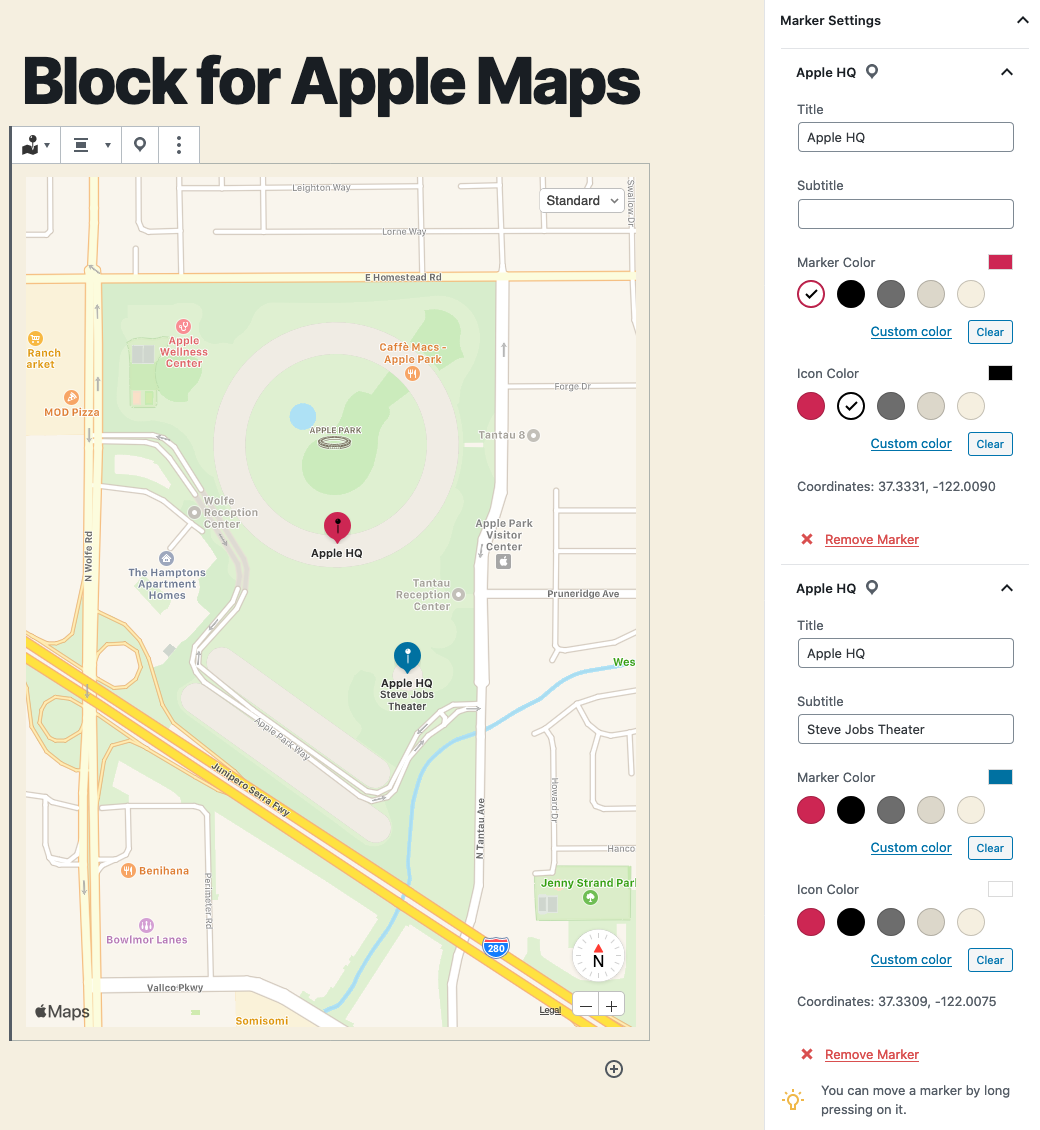 Block for Apple Maps
Standard
Leighton Way
Swallow Dr
Lorne Way
E Homestead Rd
Apple
Wellness
Center
Caffè Macs -
Apple Park
Ranch
arket
MOD Pizza
Forge Dr
APPLE PARK
Tantau 8
Wolfe
Reception
Center
Apple Park
Visitor
Center
Apple HQ
N Wolfe Rd
The Hamptons
Apartment
Homes
Tantau
Reception
Center
Pruneridge Ave
Wes
Apple HQ
Steve Jobs
Theater
Apple Park Way
Junipero Serra Fwy
Howard Dr
N Tantau Ave
Hanco
Benihana
Perimeter Rd
Jenny Strand Park
Bowlmor Lanes
280
N
Vallco Pkwy
Maps
Legal
Somisomi
Marker Settings
Apple HQ
Title
Apple HQ
Subtitle
Marker Color
Custom color
Clear
Icon Color
Custom color
Clear
Coordinates: 37.3331, -122.0090
Remove Marker
Apple HQ
Title
Apple HQ
Subtitle
Steve Jobs Theater
Marker Color
Custom color
Clear
Icon Color
Custom color
Clear
Coordinates: 37.3309, -122.0075
Remove Marker
You can move a marker by long
pressing on it.